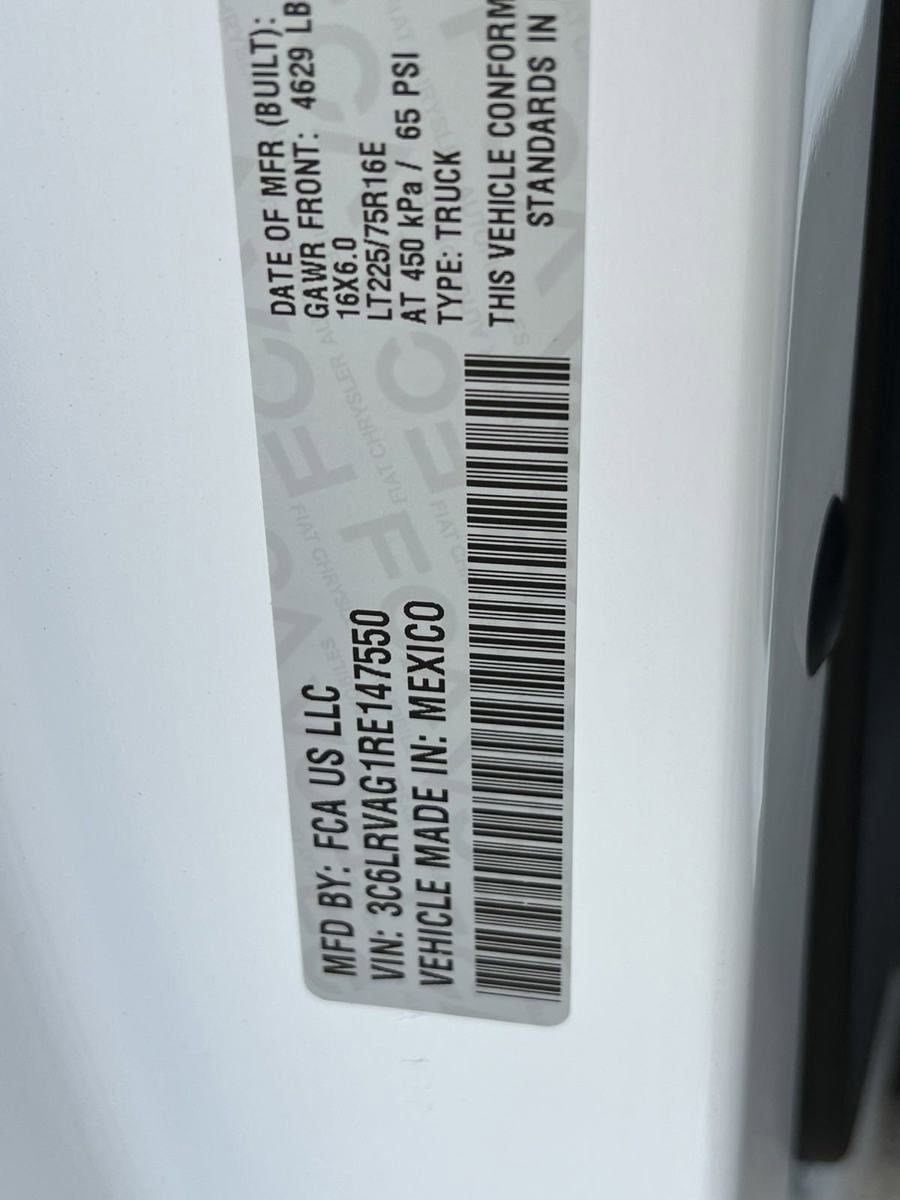 MFD BY: FCA US LLC
VIN: 3C6LRVAG1RE147550
VEHICLE MADE IN: MEXICO
DATE OF MFR (BUILT):
GAWR FRONT: 4629 LB
16X6.0
LT225/75R16E
AT 450 kPa / 65 PSI
TYPE: TRUCK
THIS VEHICLE CONFORM
STANDARDS IN